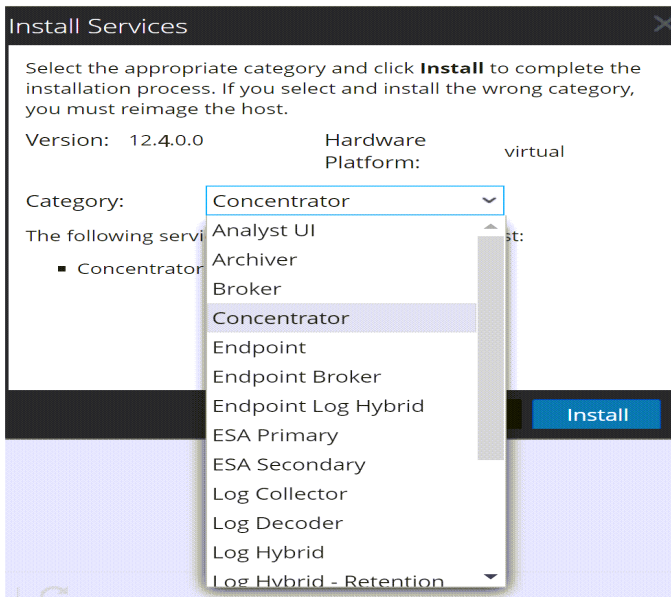 Install Services
Select the appropriate category and click Install to complete the
installation process. If you select and install the wrong category,
you must reimage the host.
Version: 12.4.0.0 Hardware Platform: virtual
Category: Concentrator
The following servi st:
Concentrator
Analyst UI
Archiver
Broker
Concentrator
Endpoint
Endpoint Broker
Endpoint Log Hybrid
ESA Primary
ESA Secondary
Log Collector
Log Decoder
Log Hybrid
Log Hybrid - Retention
Install